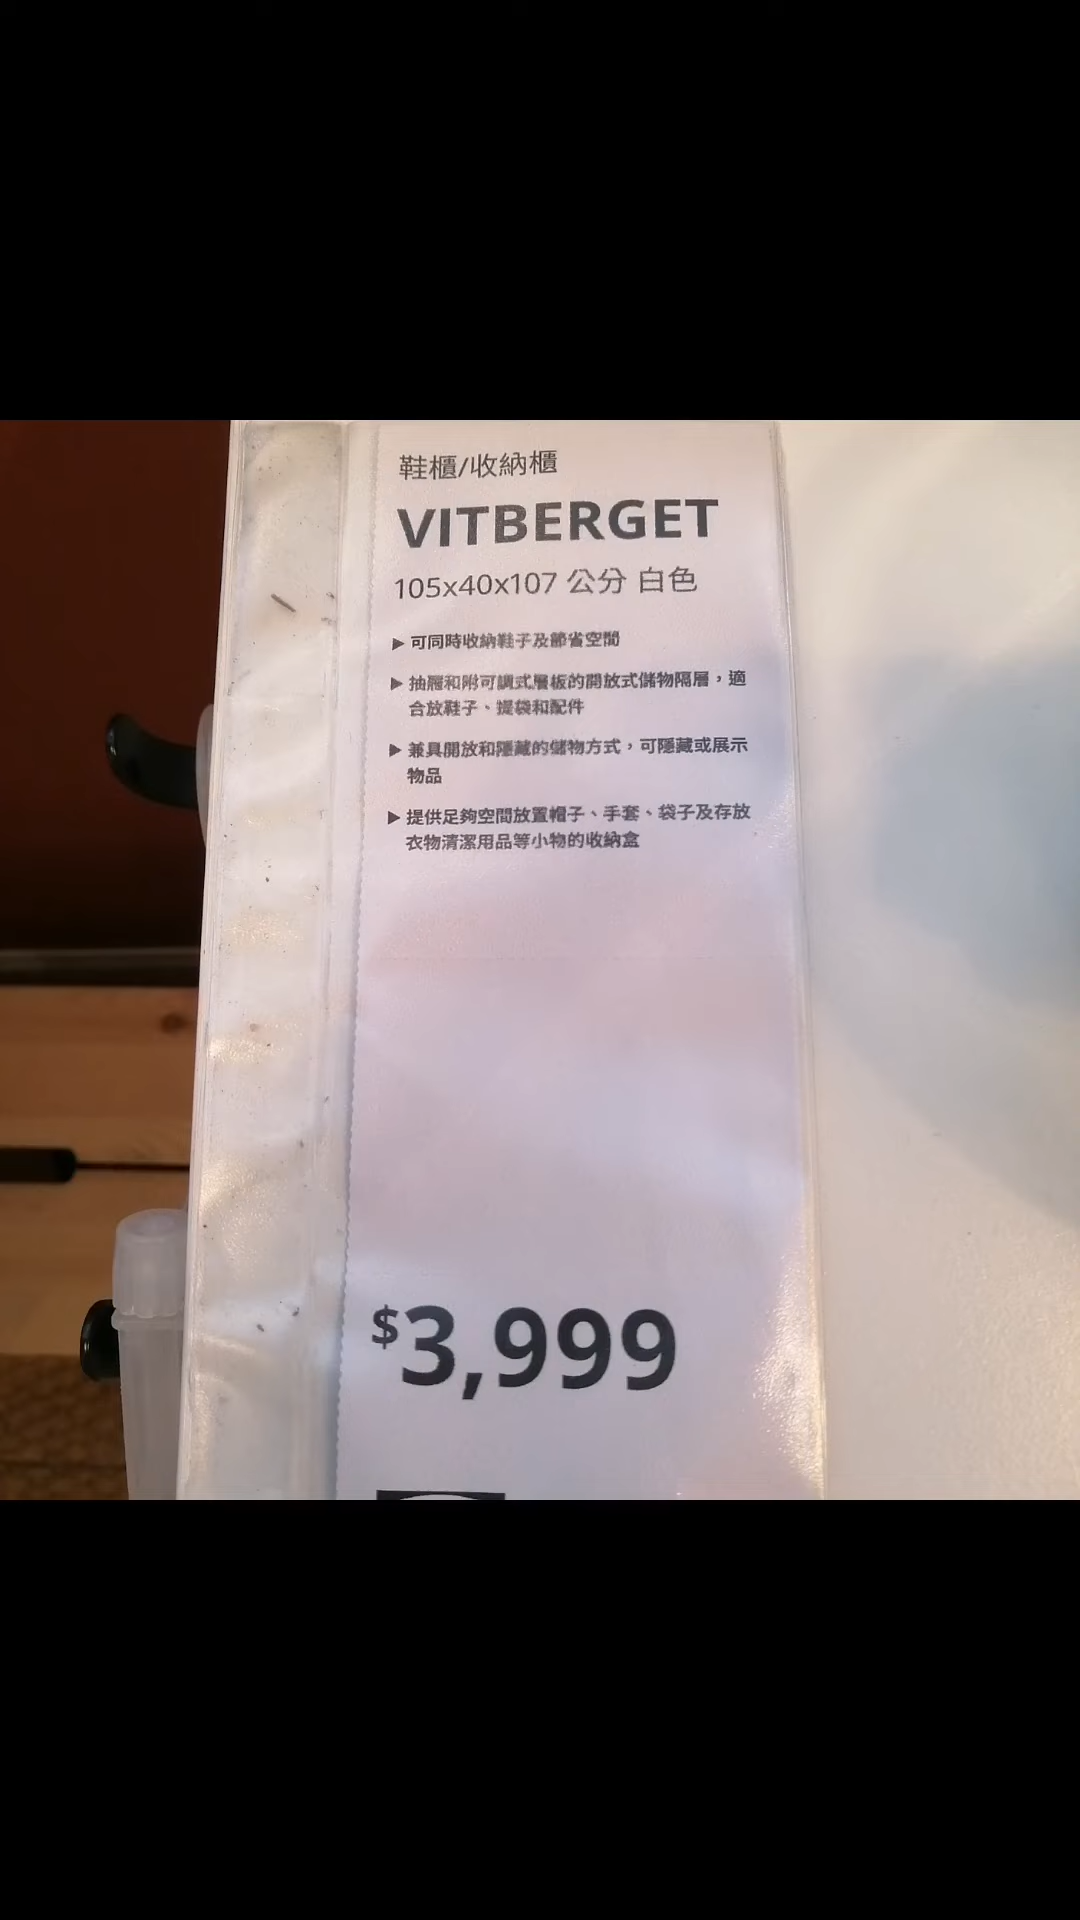 鞋櫃/收納櫃
VITBERGET
105x40x107 公分 白色
▶ 可同時收納鞋子及節省空間
▶ 抽屜和附可調式層板的開放式儲物隔層，適
合放鞋子、提袋和配件
▶ 兼具開放和隱藏的儲物方式，可隱藏或展示
物品
▶ 提供足夠空間放置帽子、手套、袋子及存放
衣物清潔用品等小物的收納盒
$3,999